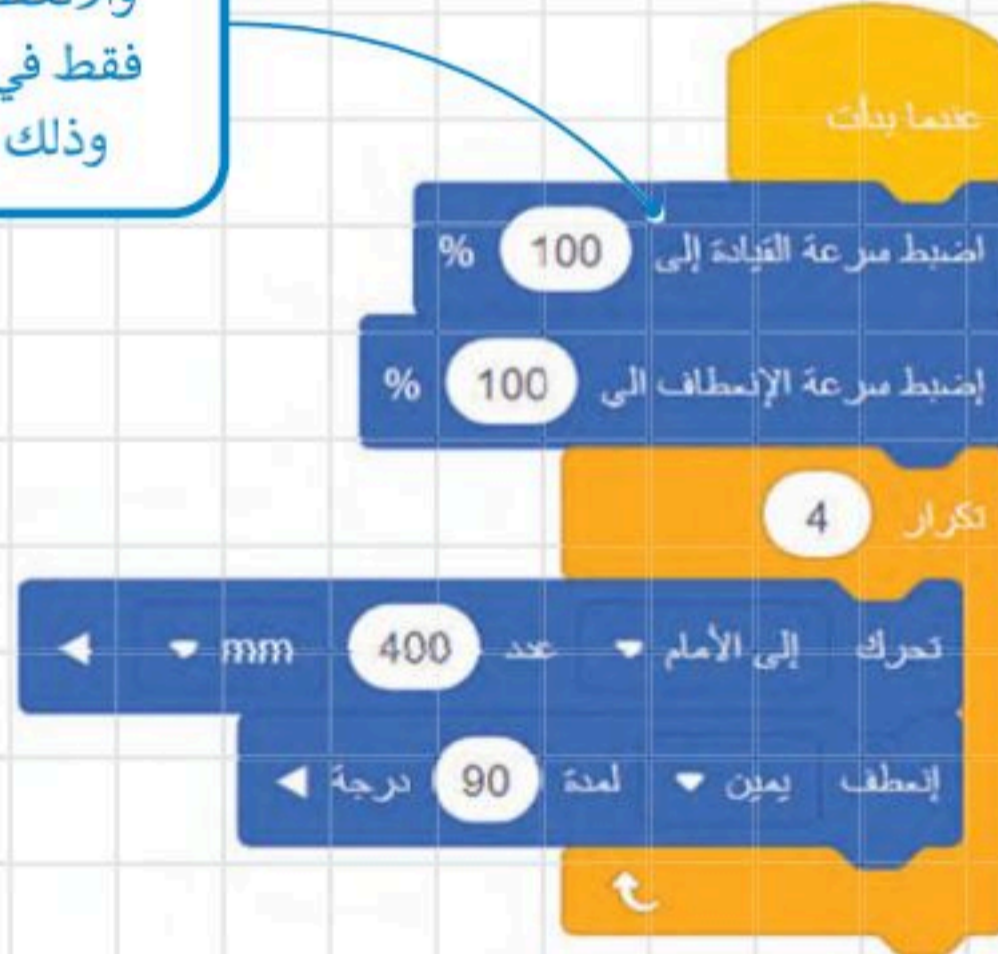 فقط في
وذلك
عندما بدأت
اضبط سرعة القيادة إلى 100 %
إضبط سرعة الإنعطاف الى 100 %
تكرار 4
تحرك إلى الأمام عدد 400 mm
إنعطف يمين لمدة 90 درجة